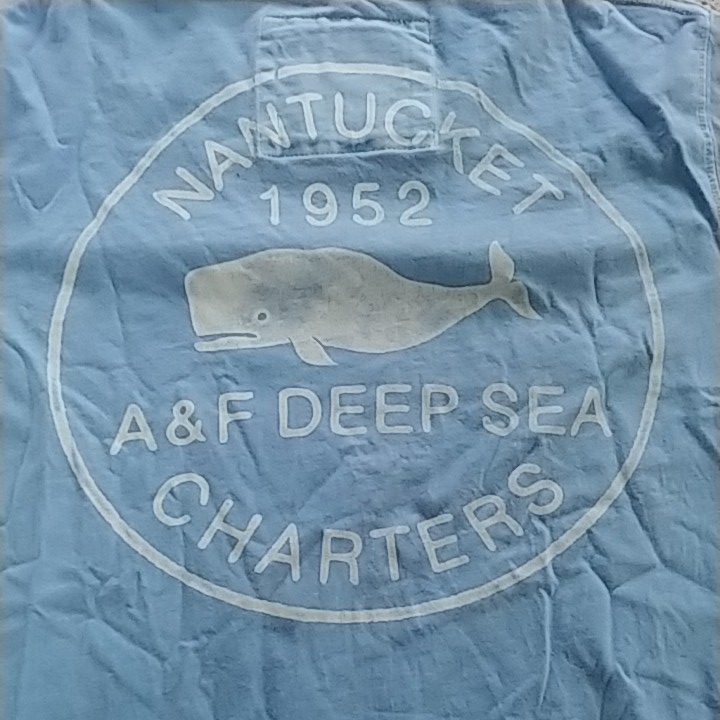 NANTUCKET
1952
A&F DEEP SEA
CHARTERS